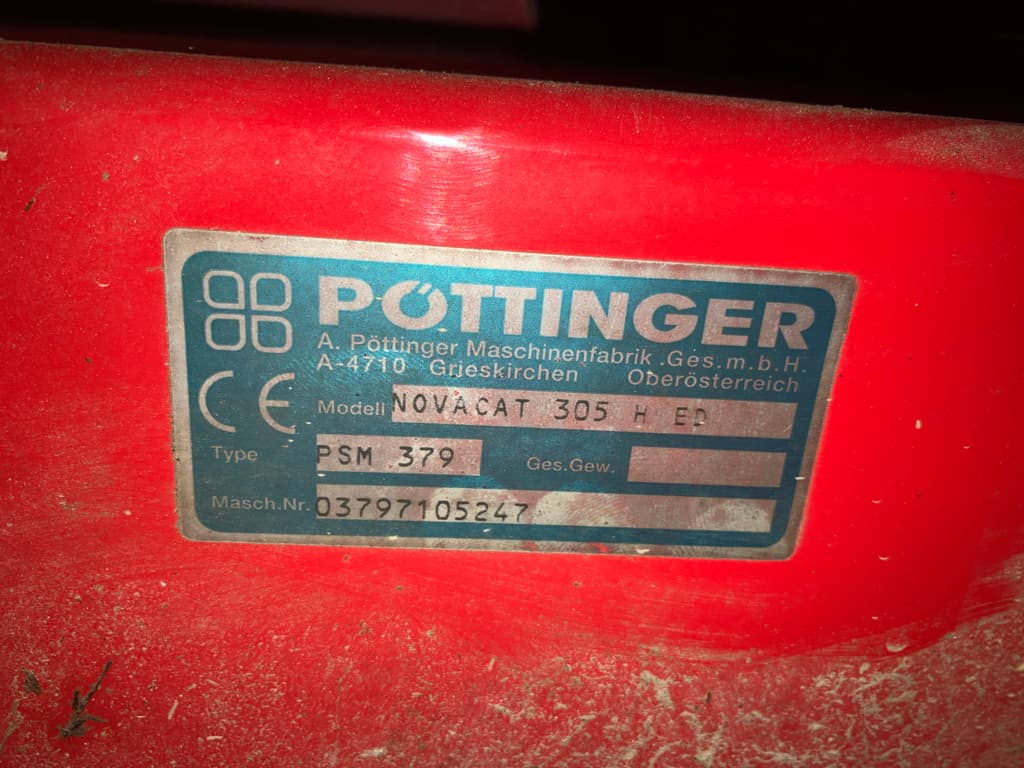 PÖTTINGER
A. Pöttinger Maschinenfabrik .Ges.m.b.H.
A-4710 Grieskirchen Oberösterreich
CE Modell NOVACAT 305 H ED
Type PSM 379 Ges.Gew.
Masch.Nr. 03797105247